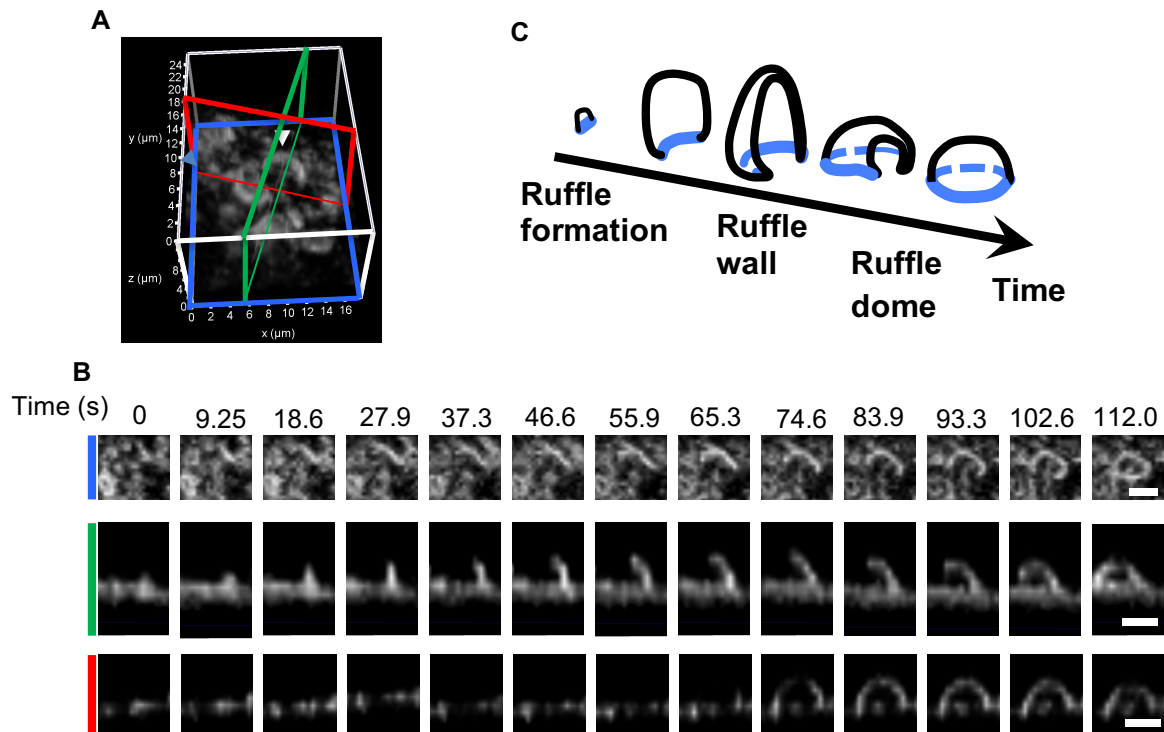 A
24
22
20
18
16
14
y (µm) 12
10
8
6
4
2
0
z (µm) 8
4
0
0 2 4 6 8 10 12 14 16
x (µm)
C
Ruffle
formation
Ruffle
wall
Ruffle
dome
Time
B
Time (s) 0 9.25 18.6 27.9 37.3 46.6 55.9 65.3 74.6 83.9 93.3 102.6 112.0